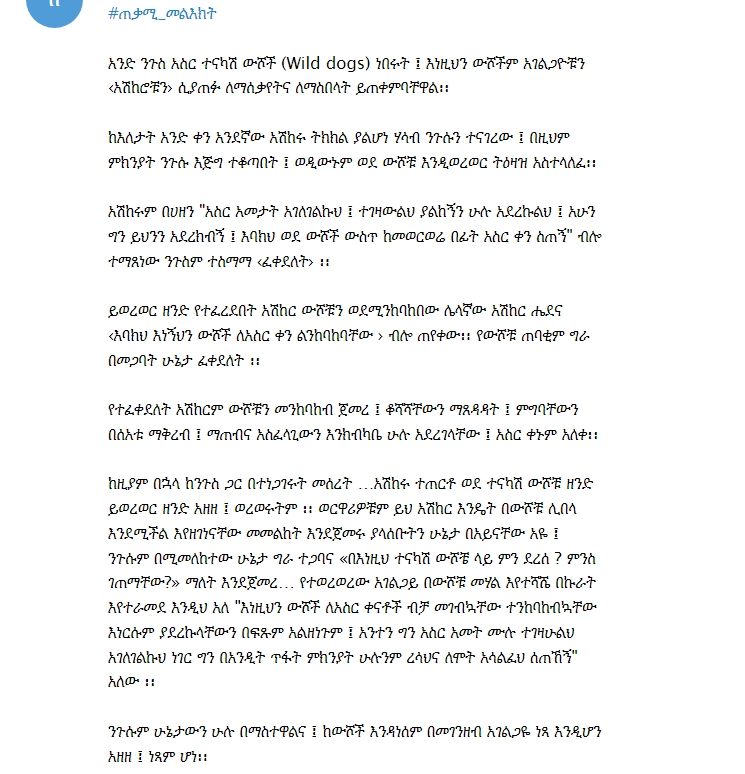 #ጠቃሚ_መልእክት
አንድ ንጉስ አስር ተናካሽ ውሾች (Wild dogs) ነበሩት ፤ እነዚህን ውሾችም አገልጋዮቹን
‹አሽከሮቹን› ሲያጠፉ ለማሰቃየትና ለማስበላት ይጠቀምባቸዋል፡፡
ከእለታት አንድ ቀን አንደኛው አሽከሩ ትክክል ያልሆነ ሃሳብ ንጉሱን ተናገረው ፤ በዚህም
ምክንያት ንጉሱ እጅግ ተቆጣበት ፤ ወዲውኑም ወደ ውሾቹ እንዲወረወር ትዕዛዝ አስተላለፈ፡፡
አሽከሩም በሀዘን "አስር አመታት አገለገልኩህ ፤ ተገዛውልህ ያልከኝን ሁሉ አደረኩልህ ፤ አሁን
ግን ይህንን አደረክብኝ ፤ እባክህ ወደ ውሾች ውስጥ ከመወርወሬ በፊት አስር ቀን ስጠኝ" ብሎ
ተማጸነው ንጉስም ተስማማ ‹ፈቀደለት› ፡፡
ይወረወር ዘንድ የተፈረደበት አሽከር ውሾቹን ወደሚንከባከበው ሌላኛው አሽከር ሔደና
‹እባክህ እነኝህን ውሾች ለአስር ቀን ልንከባከባቸው › ብሎ ጠየቀው፡፡ የውሾቹ ጠባቂም ግራ
በመጋባት ሁኔታ ፈቀደለት ፡፡
የተፈቀደለት አሽከርም ውሾቹን መንከባከብ ጀመረ ፤ ቆሻሻቸውን ማጸዳዳት ፤ ምግባቸውን
በሰአቱ ማቅረብ ፤ ማጠብና አስፈላጊውን እንክብካቤ ሁሉ አደረገላቸው ፤ አስር ቀኑም አለቀ፡፡
ከዚያም በኋላ ከንጉስ ጋር በተነጋገሩት መሰረት …አሽከሩ ተጠርቶ ወደ ተናካሽ ውሾቹ ዘንድ
ይወረወር ዘንድ አዘዘ ፤ ወረወሩትም ፡፡ ወርዋሪዎቹም ይህ አሽከር እንዴት በውሾቹ ሊበላ
እንደሚችል እየዘገነናቸው መመልከት እንደጀመሩ ያላሰቡትን ሁኔታ በአይናቸው አዩ ፤
ንጉሱም በሚመለከተው ሁኔታ ግራ ተጋባና «በእነዚህ ተናካሽ ውሾቼ ላይ ምን ደረሰ ? ምንስ
ገጠማቸው?» ማለት እንደጀመረ… የተወረወረው አገልጋይ በውሾቹ መሃል እየተሻሼ በኩራት
እየተራመደ እንዲህ አለ "እነዚህን ውሾች ለአስር ቀናቶች ብቻ መገብኳቸው ተንከባከብኳቸው
እነርሱም ያደረኩላቸውን በፍጹም አልዘነጉም ፤ አንተን ግን አስር አመት ሙሉ ተገዛሁልህ
አገለገልኩህ ነገር ግን በአንዲት ጥፋት ምክንያት ሁሉንም ረሳህና ለሞት አሳልፈህ ሰጠሽኝ"
አለው ፡፡
ንጉሱም ሁኔታውን ሁሉ በማስተዋልና ፤ ከውሾች እንዳነሰም በመገንዘብ አገልጋዬ ነጻ እንዲሆን
አዘዘ ፤ ነጻም ሆነ፡፡